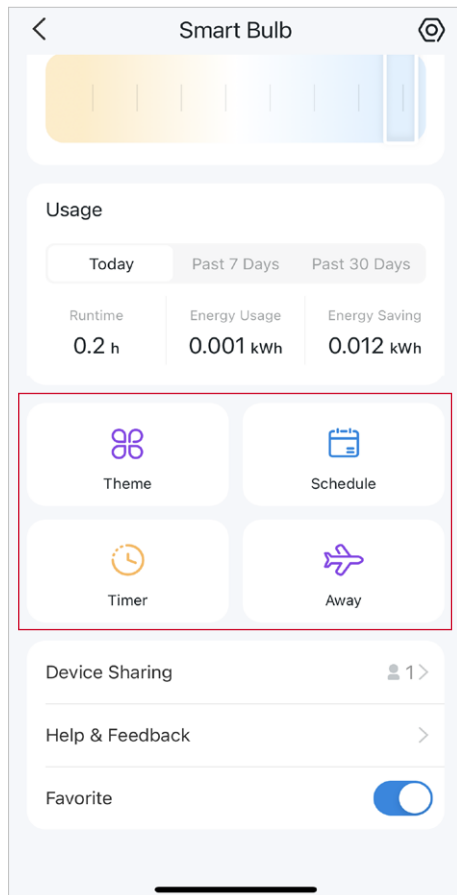 Smart Bulb
Usage
Today Past 7 Days Past 30 Days
Runtime Energy Usage Energy Saving
0.2 h 0.001 kWh 0.012 kWh
Theme Schedule
Timer Away
Device Sharing 1
Help & Feedback
Favorite